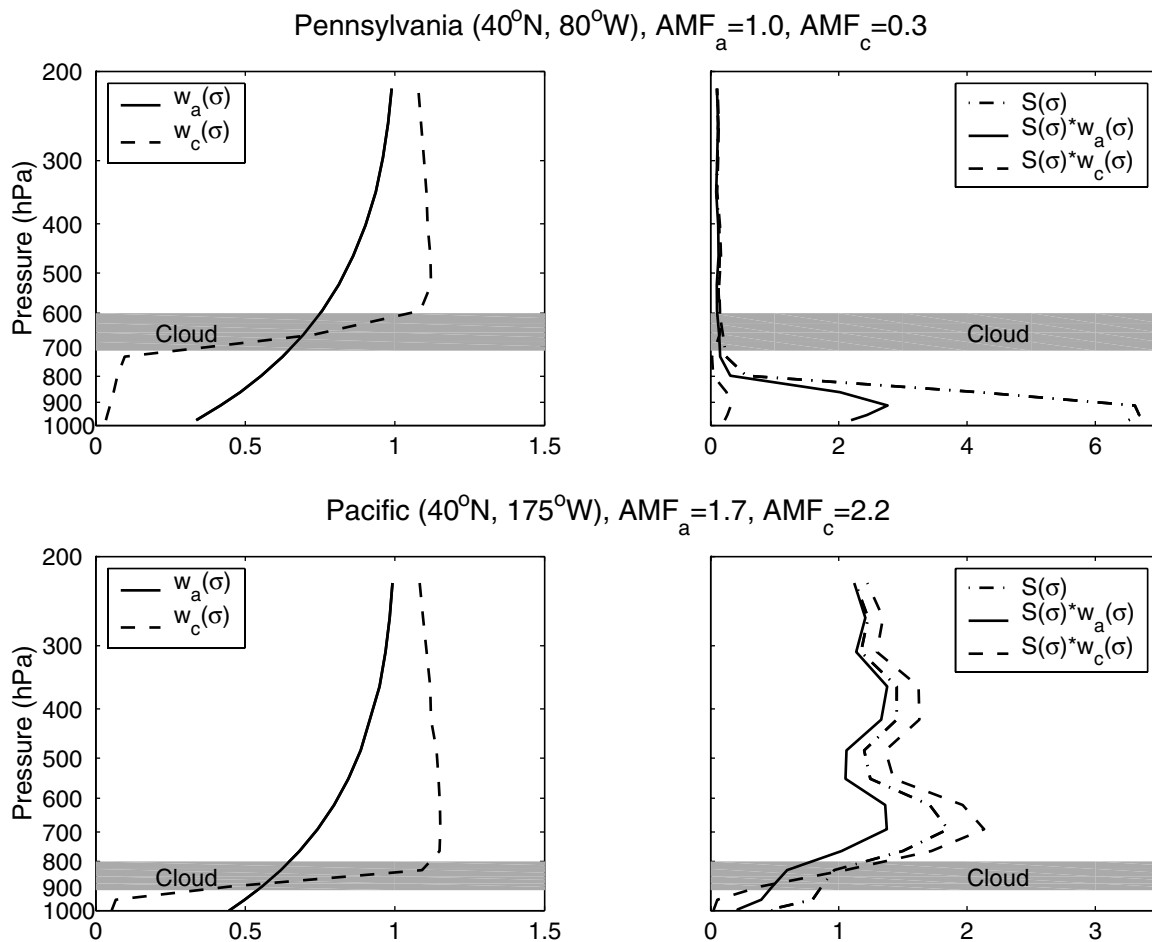 Pennsylvania (40°N, 80°W), AMF_a=1.0, AMF_c=0.3
Pressure (hPa)
200
300
400
500
600
700
800
900
1000
0 0.5 1 1.5
w_a(σ)
w_c(σ)
Cloud
0 2 4 6
S(σ)
S(σ)*w_a(σ)
S(σ)*w_c(σ)
Cloud
Pacific (40°N, 175°W), AMF_a=1.7, AMF_c=2.2
Pressure (hPa)
200
300
400
500
600
700
800
900
1000
0 0.5 1 1.5
w_a(σ)
w_c(σ)
Cloud
0 1 2 3
S(σ)
S(σ)*w_a(σ)
S(σ)*w_c(σ)
Cloud